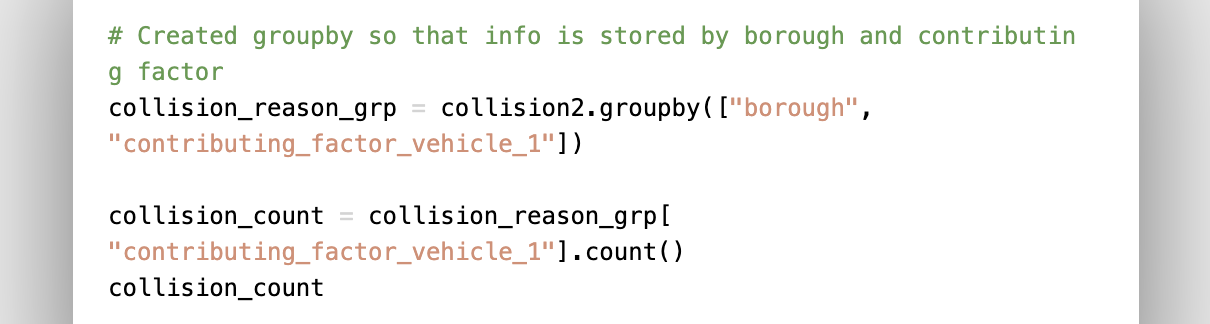 # Created groupby so that info is stored by borough and contributin
g factor
collision_reason_grp = collision2.groupby(["borough",
"contributing_factor_vehicle_1"])
collision_count = collision_reason_grp[
"contributing_factor_vehicle_1"].count()
collision_count